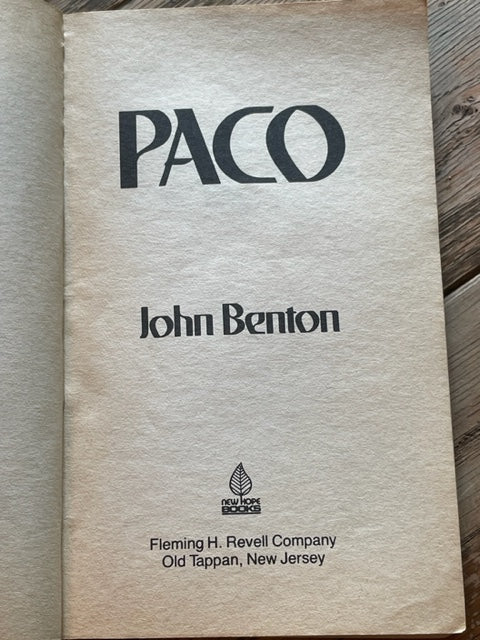 PACO
John Benton
NEW HOPE
BOOKS
Fleming H. Revell Company
Old Tappan, New Jersey